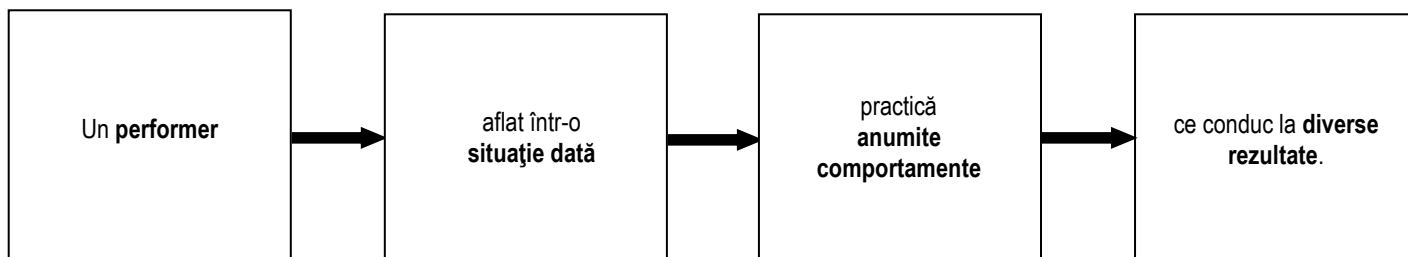 Un performer
aflat într-o
situaţie dată
practică
anumite
comportamente
ce conduc la diverse
rezultate.